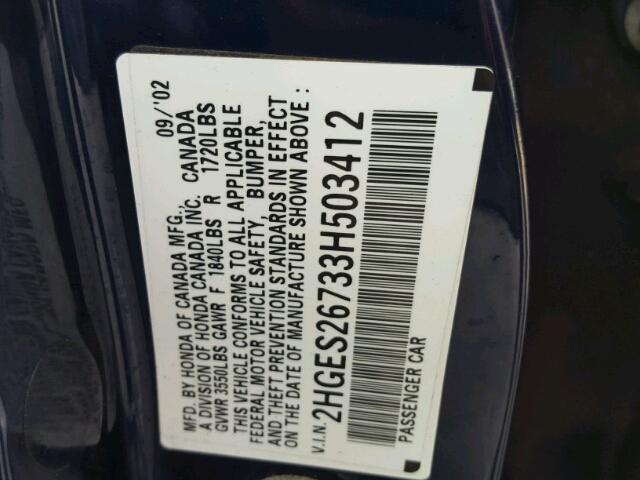 MFD. BY HONDA OF CANADA MFG., 09/'02
A DIVISION OF HONDA CANADA INC. CANADA
GVWR 3550LBS GAWR F 1840LBS R 1720LBS
THIS VEHICLE CONFORMS TO ALL APPLICABLE
FEDERAL MOTOR VEHICLE SAFETY, BUMPER,
AND THEFT PREVENTION STANDARDS IN EFFECT
ON THE DATE OF MANUFACTURE SHOWN ABOVE :
V.I.N. 2HGES26733H503412
PASSENGER CAR